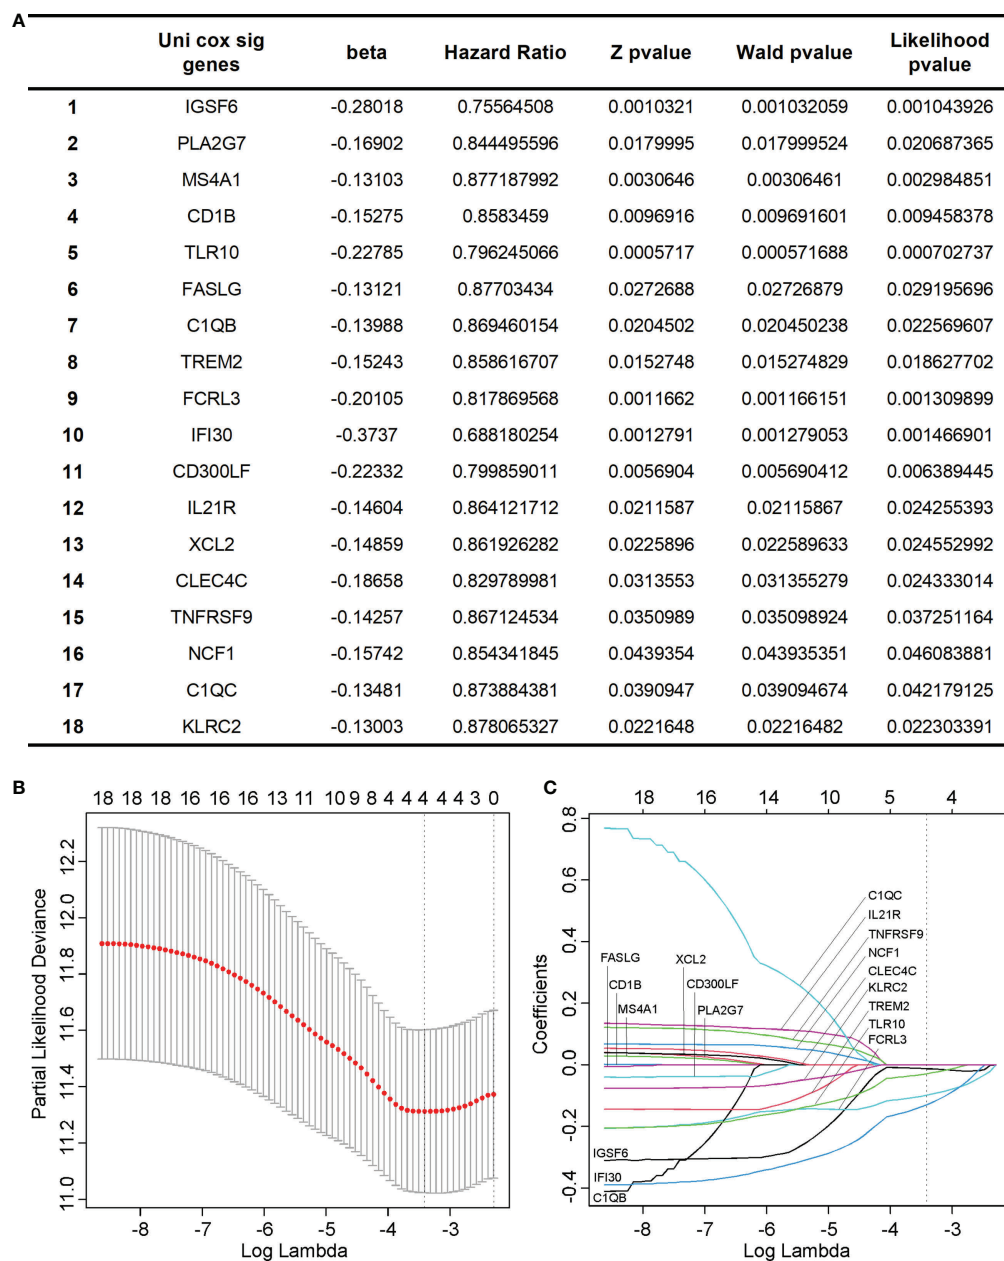 A
Uni cox sig genes beta Hazard Ratio Z pvalue Wald pvalue Likelihood pvalue
1 IGSF6 -0.28018 0.75564508 0.0010321 0.001032059 0.001043926
2 PLA2G7 -0.16902 0.844495596 0.0179995 0.017999524 0.020687365
3 MS4A1 -0.13103 0.877187992 0.0030646 0.00306461 0.002984851
4 CD1B -0.15275 0.8583459 0.0096916 0.009691601 0.009458378
5 TLR10 -0.22785 0.796245066 0.0005717 0.000571688 0.000702737
6 FASLG -0.13121 0.87703434 0.0272688 0.02726879 0.029195696
7 C1QB -0.13988 0.869460154 0.0204502 0.020450238 0.022569607
8 TREM2 -0.15243 0.858616707 0.0152748 0.015274829 0.018627702
9 FCRL3 -0.20105 0.817869568 0.0011662 0.001166151 0.001309899
10 IFI30 -0.3737 0.688180254 0.0012791 0.001279053 0.001466901
11 CD300LF -0.22332 0.799859011 0.0056904 0.005690412 0.006389445
12 IL21R -0.14604 0.864121712 0.0211587 0.02115867 0.024255393
13 XCL2 -0.14859 0.861926282 0.0225896 0.022589633 0.024552992
14 CLEC4C -0.18658 0.829789981 0.0313553 0.031355279 0.024333014
15 TNFRSF9 -0.14257 0.867124534 0.0350989 0.035098924 0.037251164
16 NCF1 -0.15742 0.854341845 0.0439354 0.043935351 0.046083881
17 C1QC -0.13481 0.873884381 0.0390947 0.039094674 0.042179125
18 KLRC2 -0.13003 0.878065327 0.0221648 0.02216482 0.022303391
B
18 18 18 16 16 16 13 11 10 9 8 4 4 4 4 3 0
Partial Likelihood Deviance
12.2
12.0
11.8
11.6
11.4
11.2
11.0
-8 -7 -6 -5 -4 -3
Log Lambda
C
18 16 14 12 10 5 4
Coefficients
0.8
0.6
0.4
0.2
0.0
-0.2
-0.4
C1QC
IL21R
TNFRSF9
NCF1
CLEC4C
KLRC2
TREM2
TLR10
FCRL3
FASLG
CD1B
MS4A1
XCL2
CD300LF
PLA2G7
IGSF6
IFI30
C1QB
-8 -7 -6 -5 -4 -3
Log Lambda